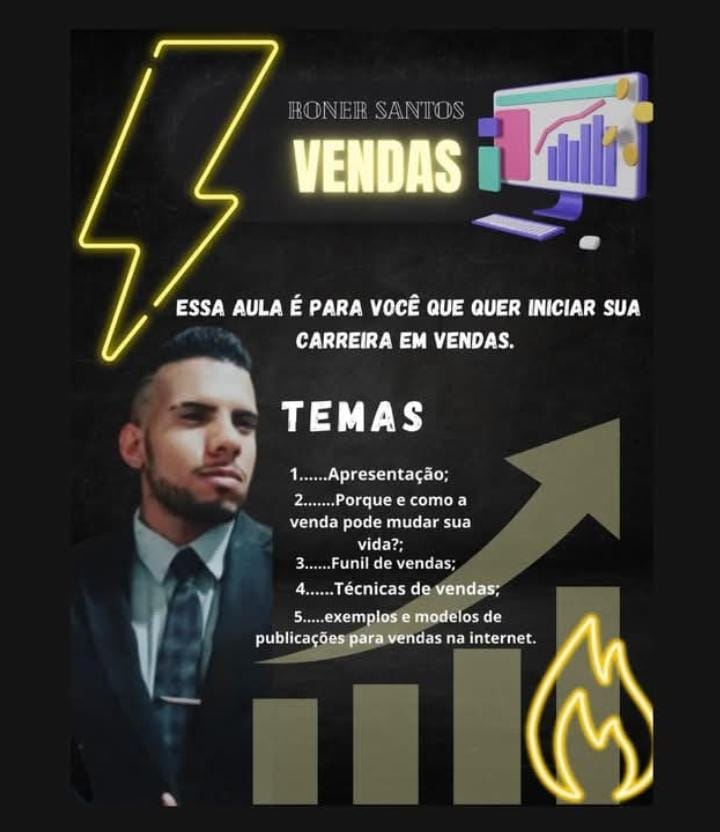 RONER SANTOS
VENDAS
ESSA AULA É PARA VOCÊ QUE QUER INICIAR SUA
CARREIRA EM VENDAS.
TEMAS
1......Apresentação;
2.......Porque e como a
venda pode mudar sua
vida?;
3......Funil de vendas;
4......Técnicas de vendas;
5.....exemplos e modelos de
publicações para vendas na internet.